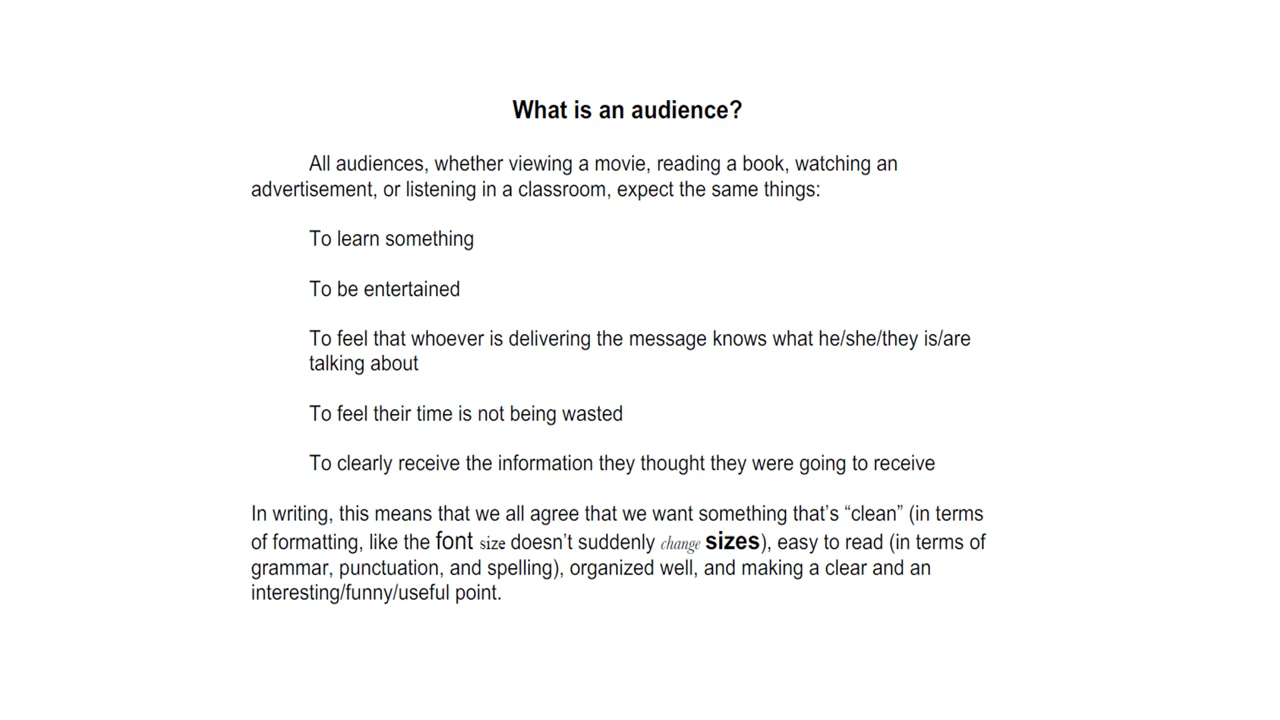 What is an audience?
All audiences, whether viewing a movie, reading a book, watching an
advertisement, or listening in a classroom, expect the same things:
To learn something
To be entertained
To feel that whoever is delivering the message knows what he/she/they is/are
talking about
To feel their time is not being wasted
To clearly receive the information they thought they were going to receive
In writing, this means that we all agree that we want something that’s “clean” (in terms
of formatting, like the font size doesn’t suddenly change sizes), easy to read (in terms of
grammar, punctuation, and spelling), organized well, and making a clear and an
interesting/funny/useful point.